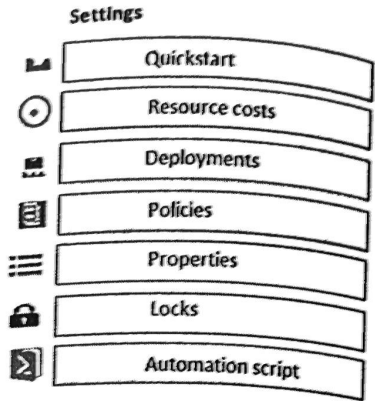 Settings
Quickstart
Resource costs
Deployments
Policies
Properties
Locks
Automation script